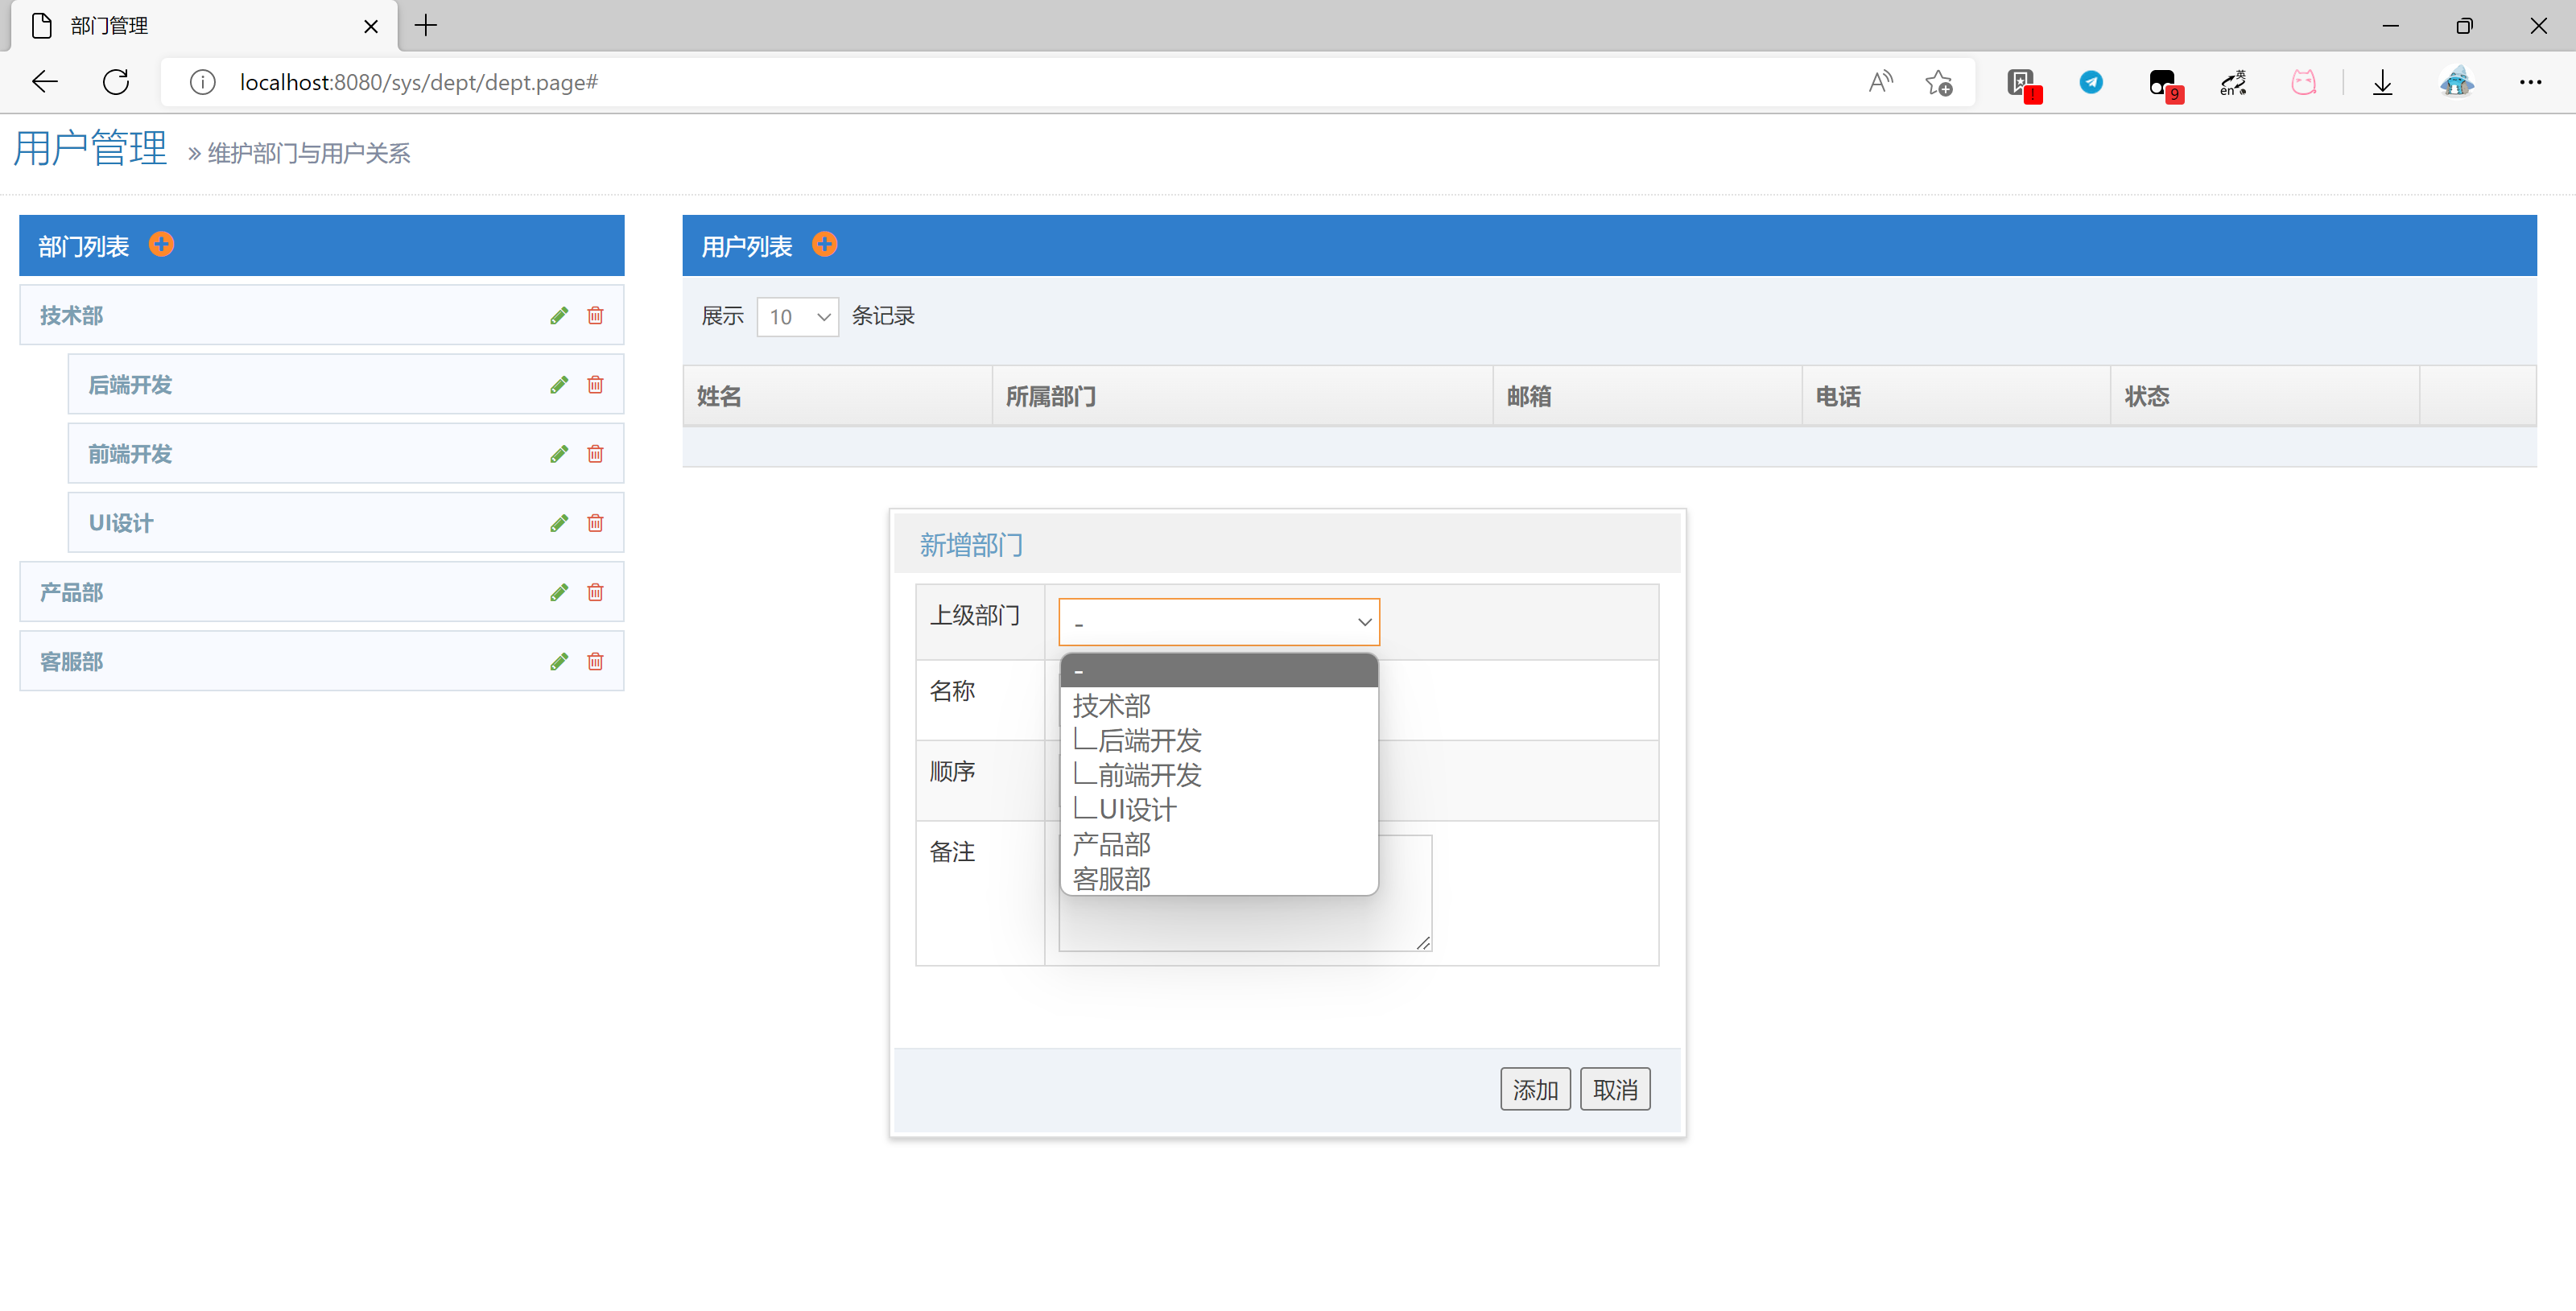 部门管理
localhost:8080/sys/dept/dept.page#
用户管理 » 维护部门与用户关系
部门列表
技术部
后端开发
前端开发
UI设计
产品部
客服部
用户列表
展示 10 条记录
姓名 所属部门 邮箱 电话 状态
新增部门
上级部门 -
-
技术部
∟后端开发
∟前端开发
∟UI设计
产品部
客服部
名称
顺序
备注
添加 取消
9
英
en
!